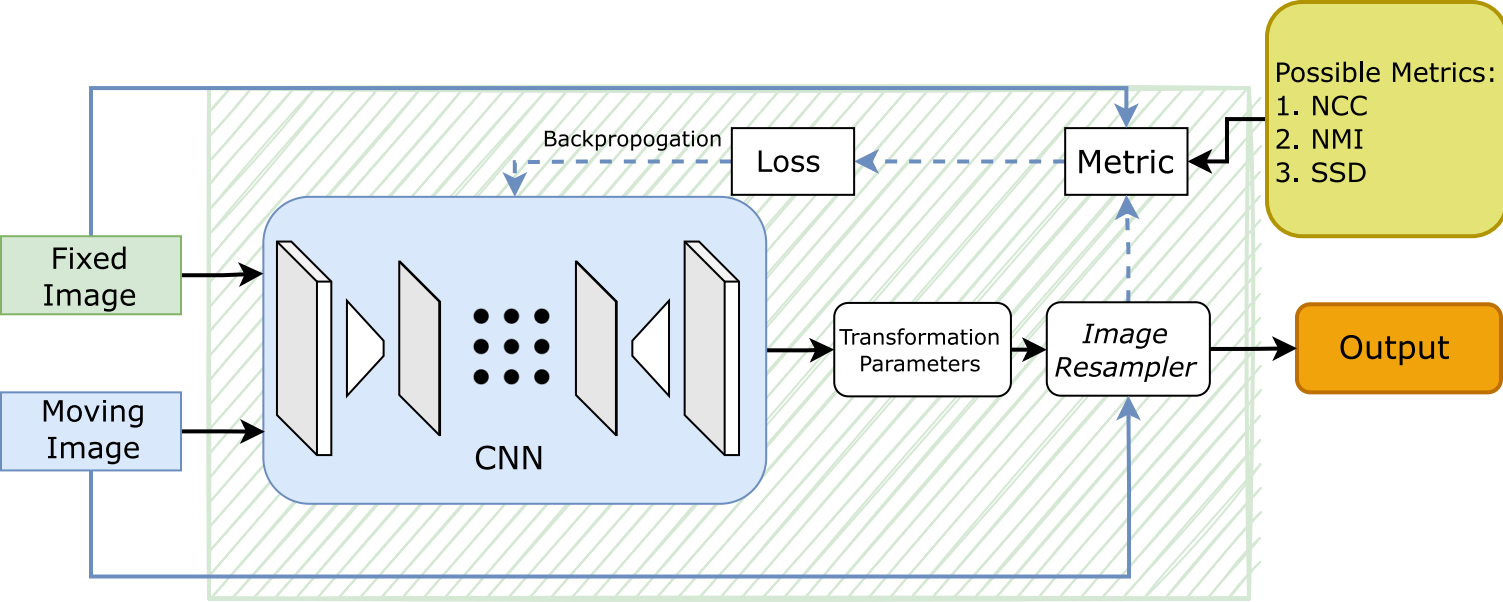 Possible Metrics:
1. NCC
2. NMI
3. SSD
Backpropogation
Loss
Metric
Fixed
Image
Moving
Image
CNN
Transformation
Parameters
Image
Resampler
Output